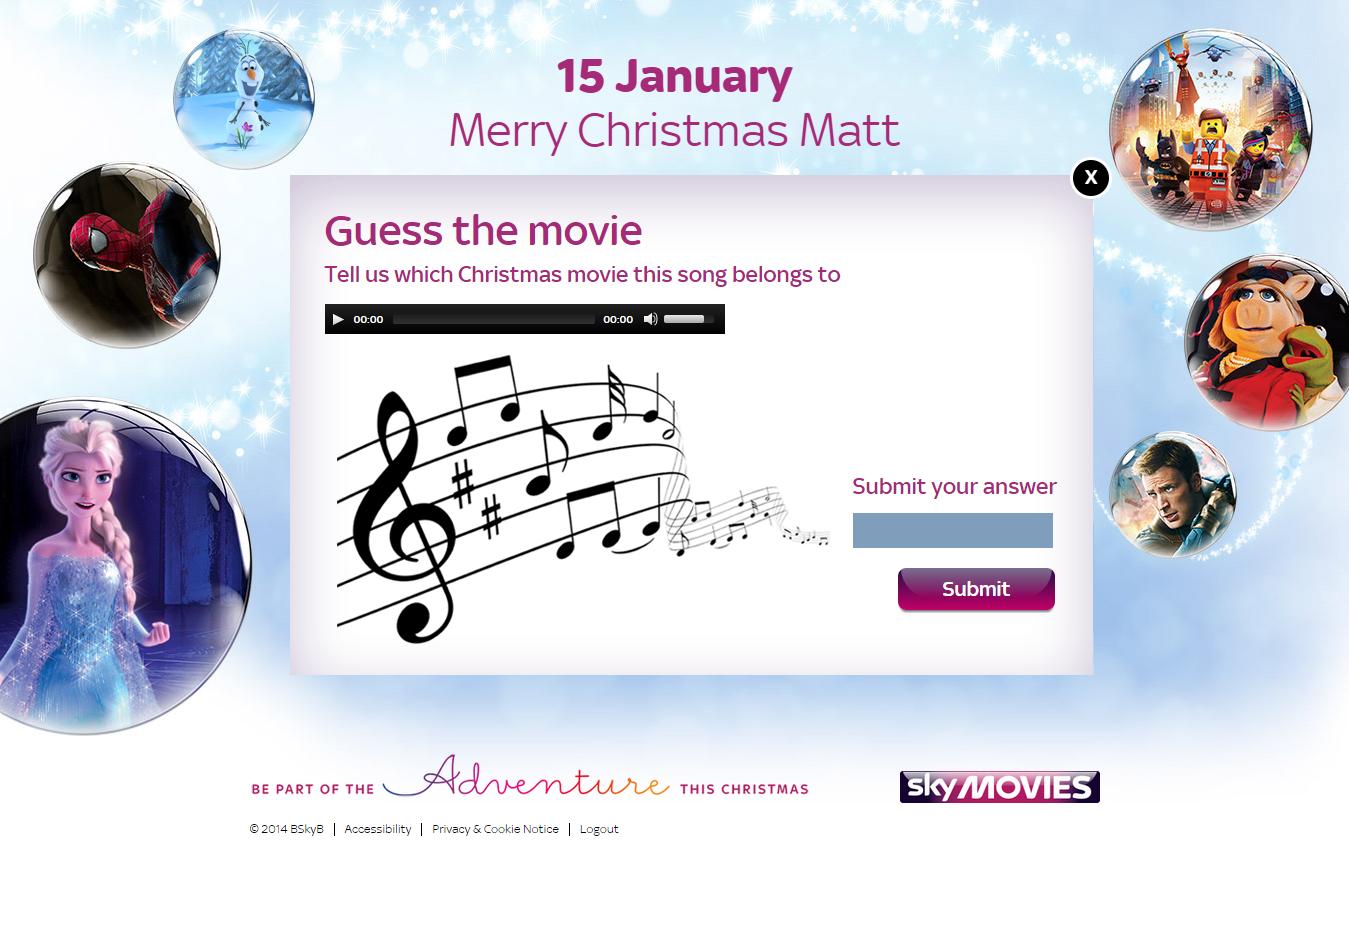 15 January
Merry Christmas Matt
X
Guess the movie
Tell us which Christmas movie this song belongs to
00:00 00:00
Submit your answer
Submit
BE PART OF THE Adventure THIS CHRISTMAS
sky MOVIES
© 2014 BSkyB | Accessibility | Privacy & Cookie Notice | Logout